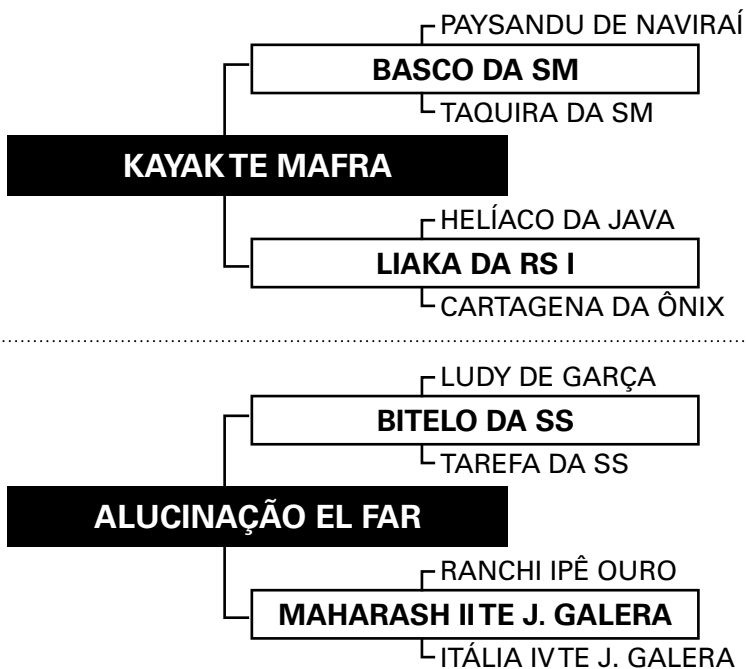 PAYSANDU DE NAVIRAÍ
BASCO DA SM
TAQUIRA DA SM
KAYAK TE MAFRA
HELÍACO DA JAVA
LIAKA DA RS I
CARTAGENA DA ÔNIX
LUDY DE GARÇA
BITELO DA SS
TAREFA DA SS
ALUCINAÇÃO EL FAR
RANCHI IPÊ OURO
MAHARASH II TE J. GALERA
ITÁLIA IV TE J. GALERA